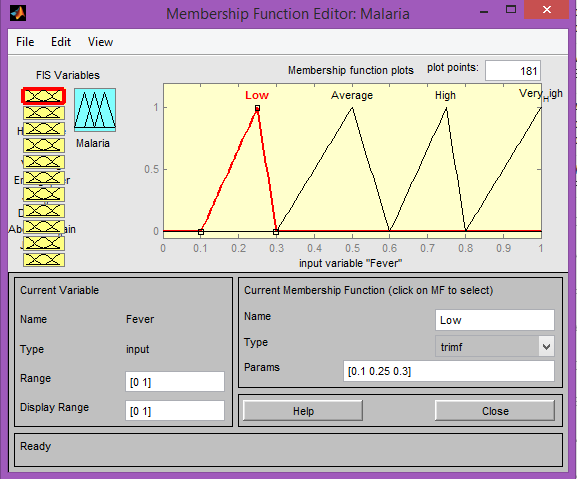 Membership Function Editor: Malaria
File Edit View
FIS Variables
Malaria
Membership function plots plot points: 181
Low Average High Very_High
1
0.5
0
0 0.1 0.2 0.3 0.4 0.5 0.6 0.7 0.8 0.9 1
input variable "Fever"
Current Variable
Name Fever
Type input
Range [0 1]
Display Range [0 1]
Current Membership Function (click on MF to select)
Name Low
Type trimf
Params [0.1 0.25 0.3]
Help Close
Ready